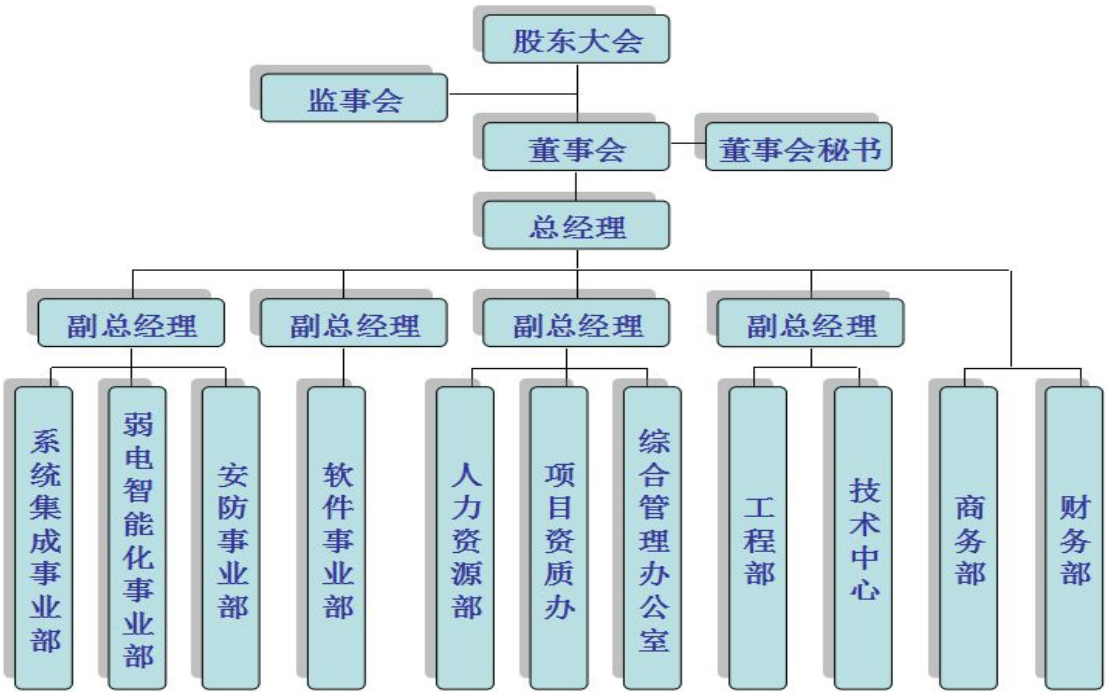 股东大会
监事会
董事会
董事会秘书
总经理
副总经理
副总经理
副总经理
副总经理
系统集成事业部
弱电智能化事业部
安防事业部
软件事业部
人力资源部
项目资质办
综合管理办公室
工程部
技术中心
商务部
财务部